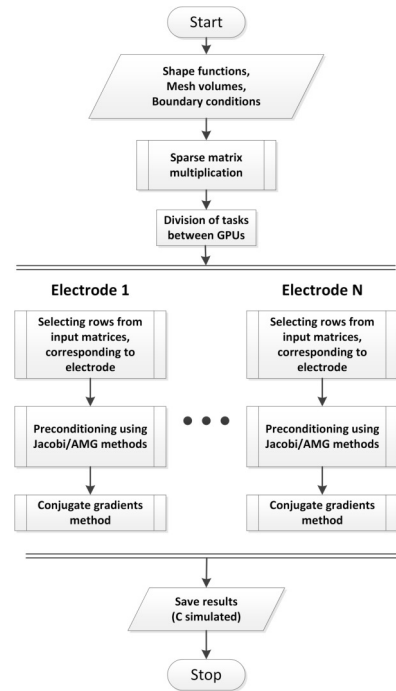 Start
Shape functions,
Mesh volumes,
Boundary conditions
Sparse matrix
multiplication
Division of tasks
between GPUs
Electrode 1
Selecting rows from
input matrices,
corresponding to
electrode
Preconditioning using
Jacobi/AMG methods
Conjugate gradients
method
Electrode N
Selecting rows from
input matrices,
corresponding to
electrode
Preconditioning using
Jacobi/AMG methods
Conjugate gradients
method
Save results
(C simulated)
Stop